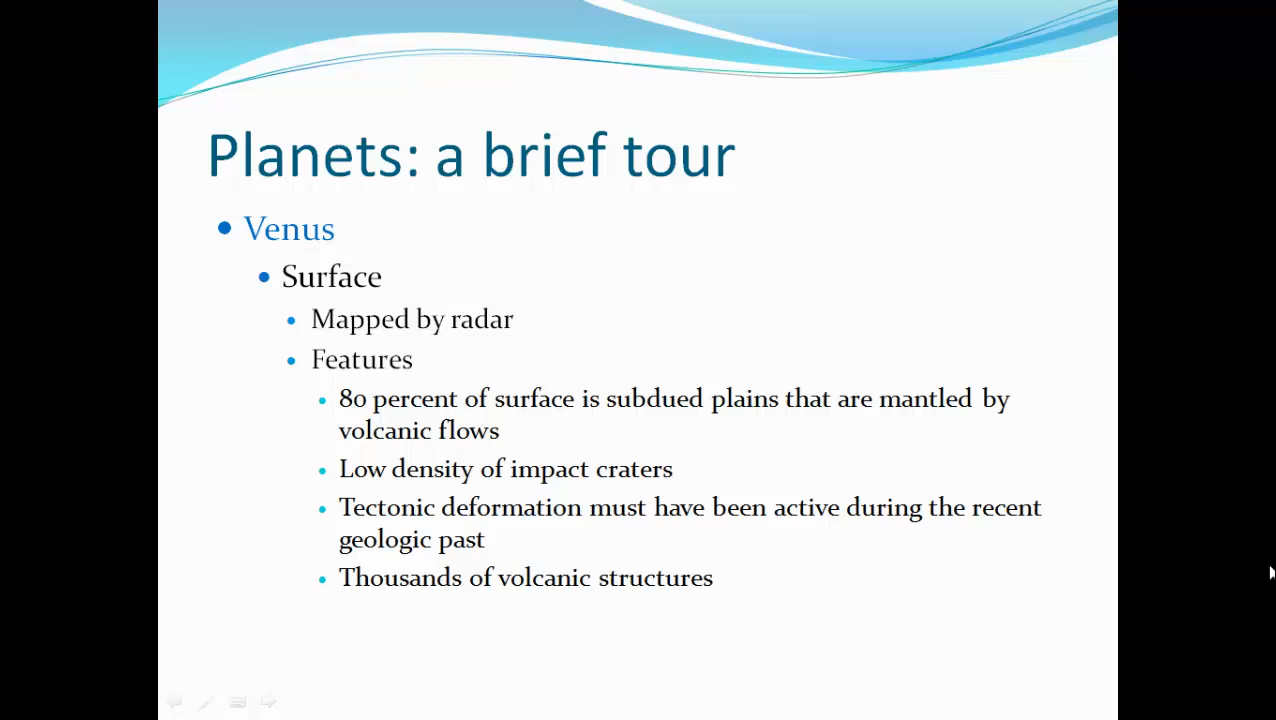 Planets: a brief tour
• Venus
• Surface
• Mapped by radar
• Features
• 80 percent of surface is subdued plains that are mantled by
volcanic flows
• Low density of impact craters
• Tectonic deformation must have been active during the recent
geologic past
• Thousands of volcanic structures